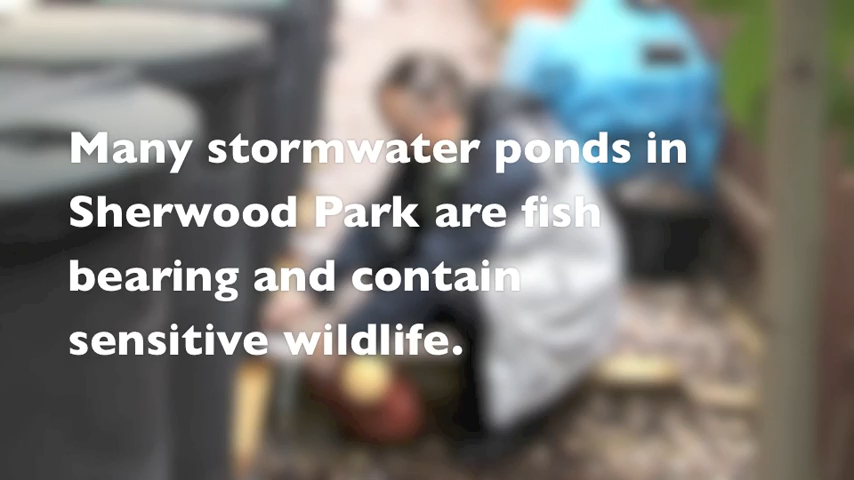 Many stormwater ponds in
Sherwood Park are fish
bearing and contain
sensitive wildlife.